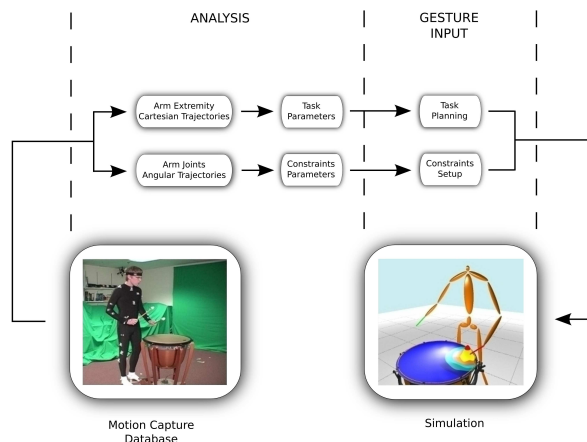 ANALYSIS
GESTURE
INPUT
Arm Extremity
Cartesian Trajectories
Task
Parameters
Task
Planning
Arm Joints
Angular Trajectories
Constraints
Parameters
Constraints
Setup
Motion Capture
Database
Simulation